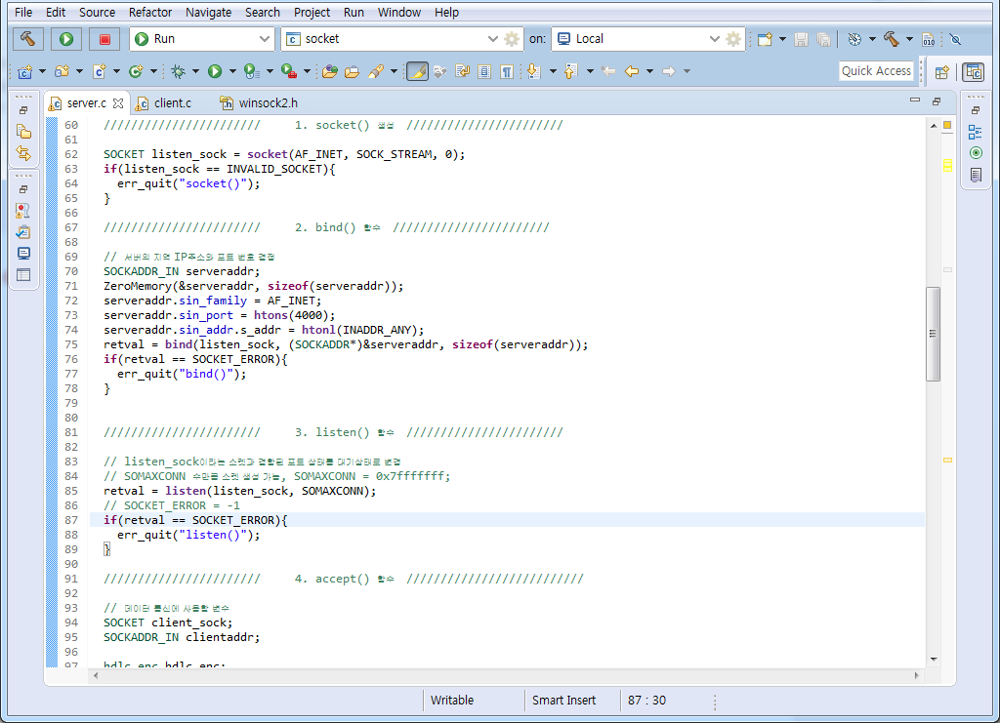 File Edit Source Refactor Navigate Search Project Run Window Help
Run socket on: Local
010
Quick Access
server.c client.c winsock2.h
60 /////////////////////// 1. socket() 생성 ///////////////////////
61
62 SOCKET listen_sock = socket(AF_INET, SOCK_STREAM, 0);
63 if(listen_sock == INVALID_SOCKET){
64 err_quit("socket()");
65 }
66
67 /////////////////////// 2. bind() 함수 ///////////////////////
68
69 // 서버의 지역 IP주소와 포트 번호 결정
70 SOCKADDR_IN serveraddr;
71 ZeroMemory(&serveraddr, sizeof(serveraddr));
72 serveraddr.sin_family = AF_INET;
73 serveraddr.sin_port = htons(4000);
74 serveraddr.sin_addr.s_addr = htonl(INADDR_ANY);
75 retval = bind(listen_sock, (SOCKADDR*)&serveraddr, sizeof(serveraddr));
76 if(retval == SOCKET_ERROR){
77 err_quit("bind()");
78 }
79
80
81 /////////////////////// 3. listen() 함수 ///////////////////////
82
83 // listen_sock이라는 소켓과 결합된 포트 상태를 대기상태로 변경
84 // SOMAXCONN 수만큼 소켓 생성 가능, SOMAXCONN = 0x7fffffff;
85 retval = listen(listen_sock, SOMAXCONN);
86 // SOCKET_ERROR = -1
87 if(retval == SOCKET_ERROR){
88 err_quit("listen()");
89 }
90
91 /////////////////////// 4. accept() 함수 //////////////////////////
92
93 // 데이터 통신에 사용할 변수
94 SOCKET client_sock;
95 SOCKADDR_IN clientaddr;
96
97 hdlc_enc hdlc_enc;
Writable Smart Insert 87 : 30